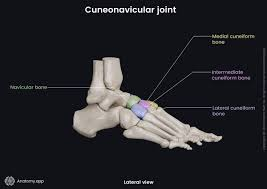 Cuneonavicular joint
Medial cuneiform
bone
Navicular bone
Intermediate
cuneiform bone
Lateral cuneiform
bone
Anatomy.app
Lateral view